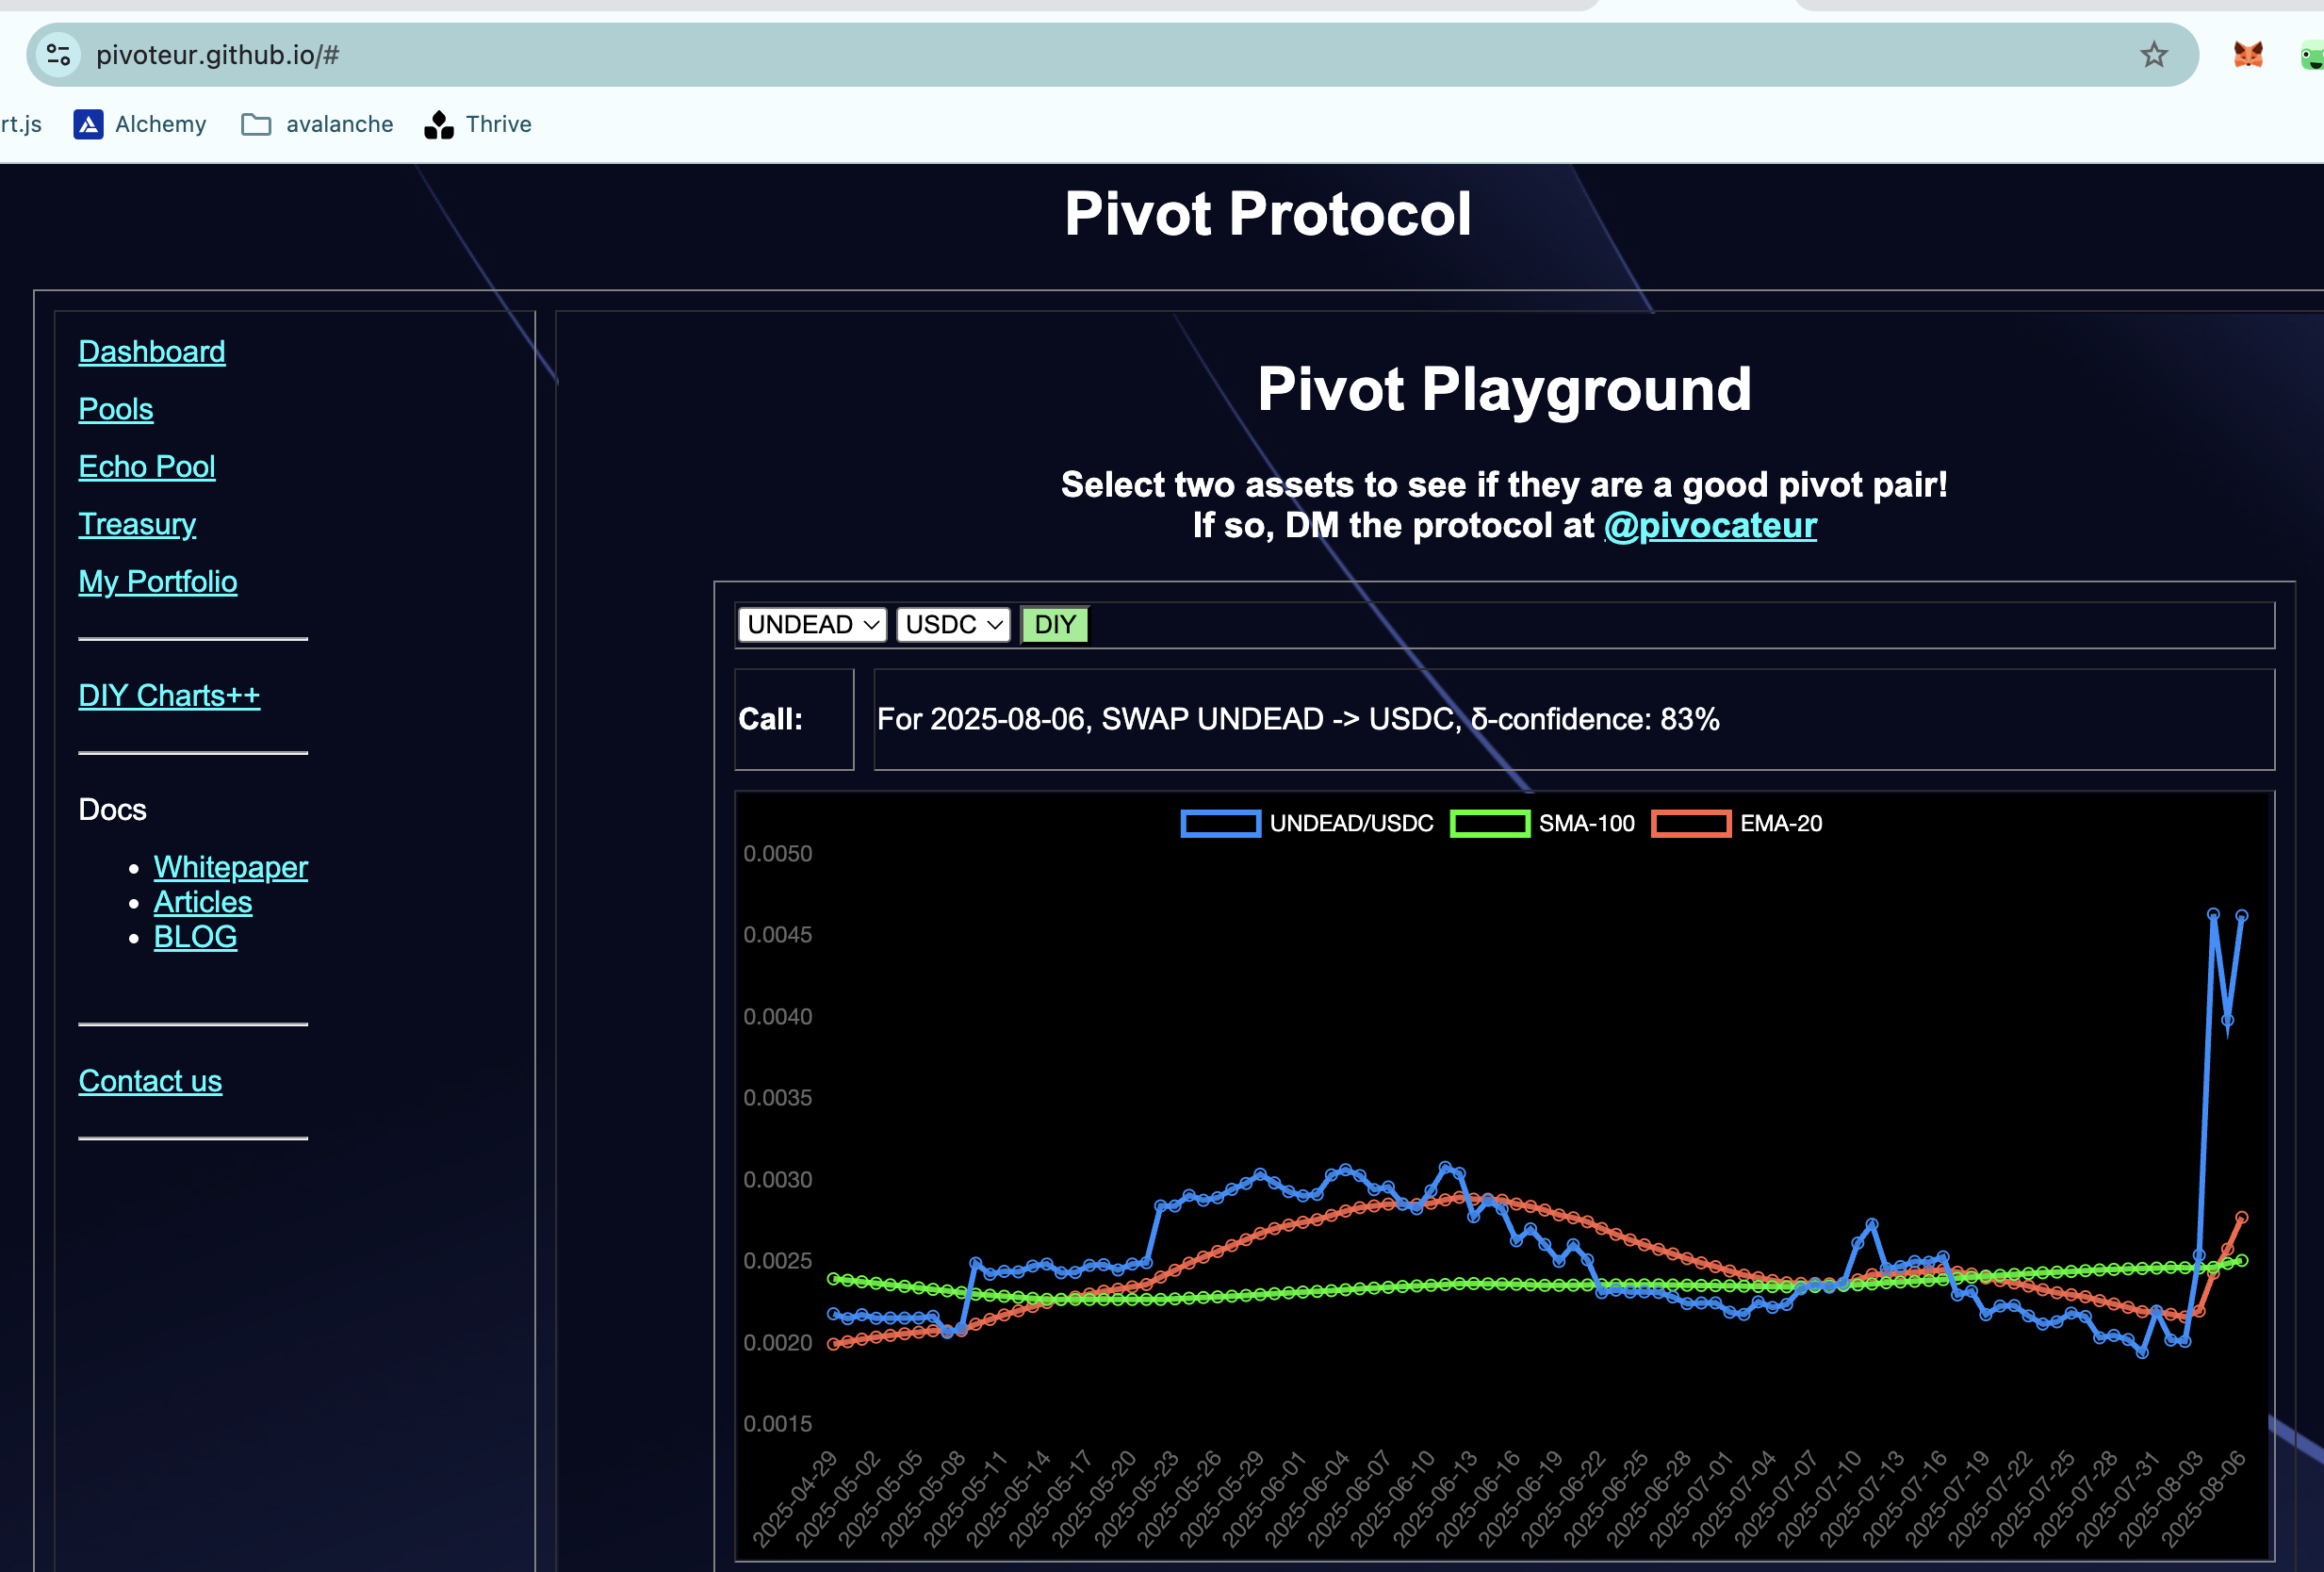 pivoteur.github.io/#
rt.js Alchemy avalanche Thrive
Pivot Protocol
Dashboard
Pools
Echo Pool
Treasury
My Portfolio
DIY Charts++
Docs
Whitepaper
Articles
BLOG
Contact us
Pivot Playground
Select two assets to see if they are a good pivot pair!
If so, DM the protocol at @pivocateur
UNDEAD USDC DIY
Call: For 2025-08-06, SWAP UNDEAD -> USDC, δ-confidence: 83%
UNDEAD/USDC SMA-100 EMA-20
0.0050
0.0045
0.0040
0.0035
0.0030
0.0025
0.0020
0.0015
2025-04-29
2025-05-02
2025-05-05
2025-05-08
2025-05-11
2025-05-14
2025-05-17
2025-05-20
2025-05-23
2025-05-26
2025-05-29
2025-06-01
2025-06-04
2025-06-07
2025-06-10
2025-06-13
2025-06-16
2025-06-19
2025-06-22
2025-06-25
2025-06-28
2025-07-01
2025-07-04
2025-07-07
2025-07-10
2025-07-13
2025-07-16
2025-07-19
2025-07-22
2025-07-25
2025-07-28
2025-07-31
2025-08-03
2025-08-06